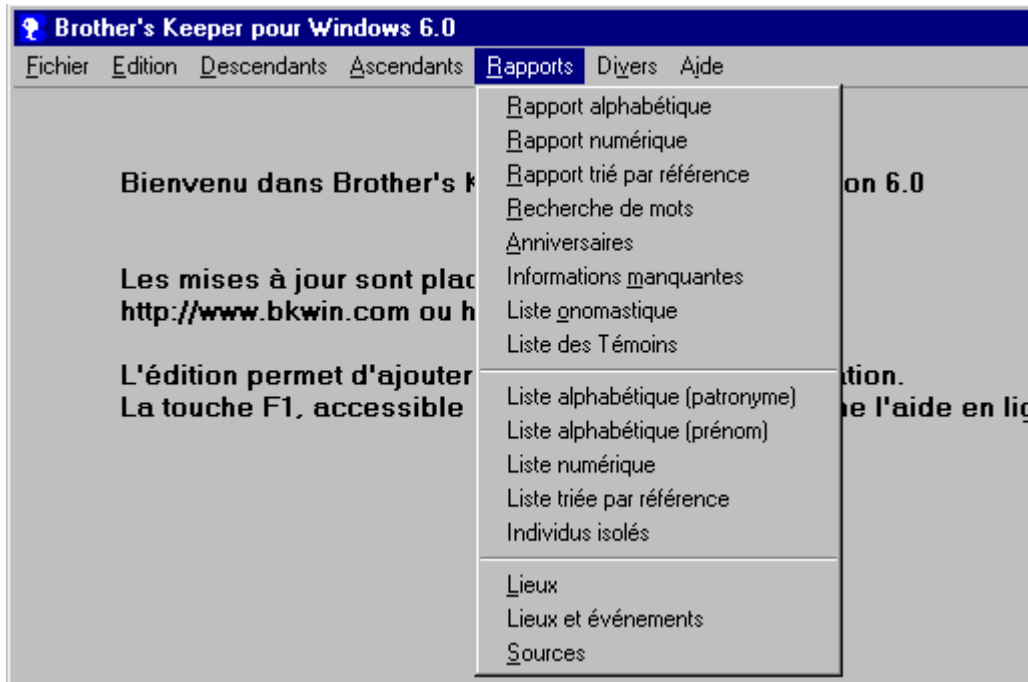 Brother's Keeper pour Windows 6.0
Fichier Edition Descendants Ascendants Rapports Divers Aide
Rapport alphabétique
Rapport numérique
Rapport trié par référence
Recherche de mots
Anniversaires
Informations manquantes
Liste onomastique
Liste des Témoins
Liste alphabétique (patronyme)
Liste alphabétique (prénom)
Liste numérique
Liste triée par référence
Individus isolés
Lieux
Lieux et événements
Sources
Bienvenu dans Brother's on 6.0
Les mises à jour sont
http://www.bkwin.com ou
L'édition permet d'ajouter
La touche F1, accessible l'aide en